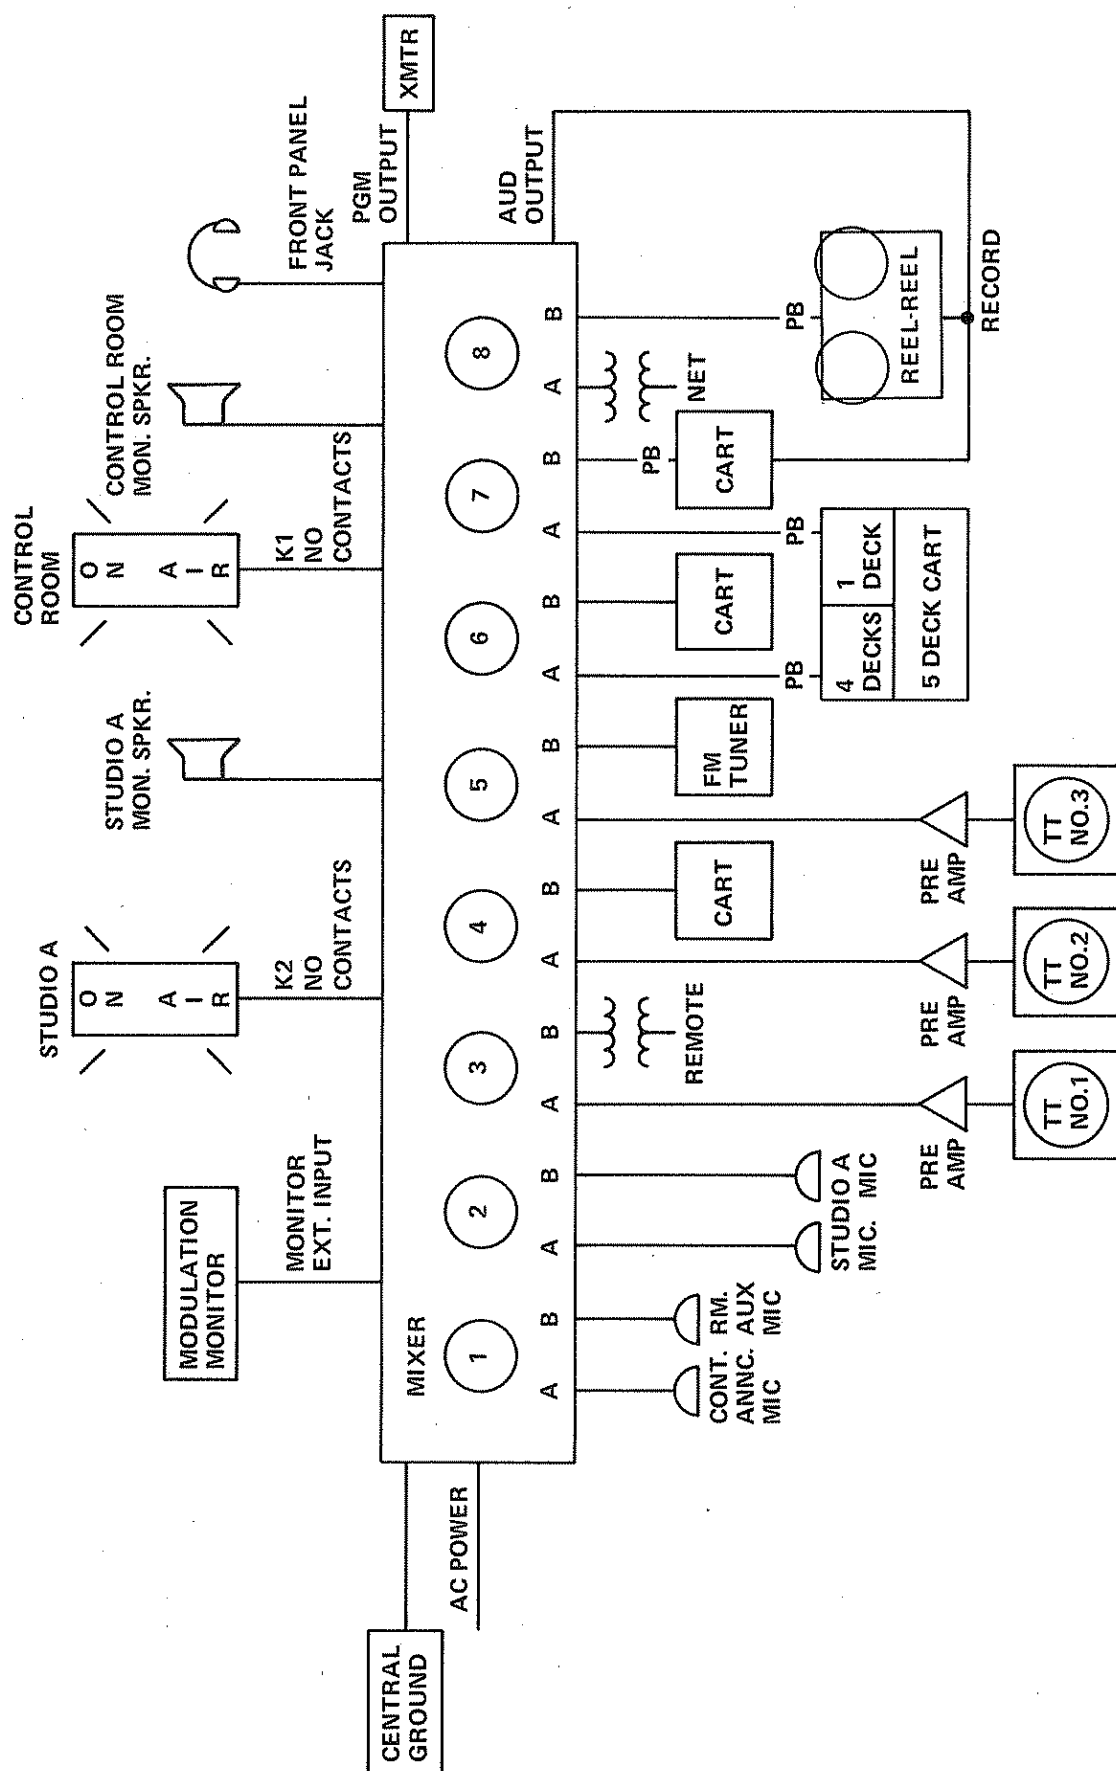 STUDIO A
ON AIR
K2
NO
CONTACTS
STUDIO A
MON. SPKR.
CONTROL
ROOM
ON AIR
K1
NO
CONTACTS
CONTROL ROOM
MON. SPKR.
FRONT PANEL
JACK
MODULATION
MONITOR
MONITOR
EXT. INPUT
CENTRAL
GROUND
AC POWER
MIXER
PGM
OUTPUT
XMTR
AUD
OUTPUT
1
2
3
4
5
6
7
8
A
B
A
B
A
B
A
B
A
B
A
B
A
B
A
B
CONT. RM.
ANNC. AUX
MIC MIC
STUDIO A
MIC. MIC
REMOTE
CART
FM
TUNER
PB
CART
PB
PB
CART
NET
PB
4
DECKS
1
DECK
5 DECK CART
REEL-REEL
RECORD
PRE
AMP
PRE
AMP
PRE
AMP
TT
NO.1
TT
NO.2
TT
NO.3